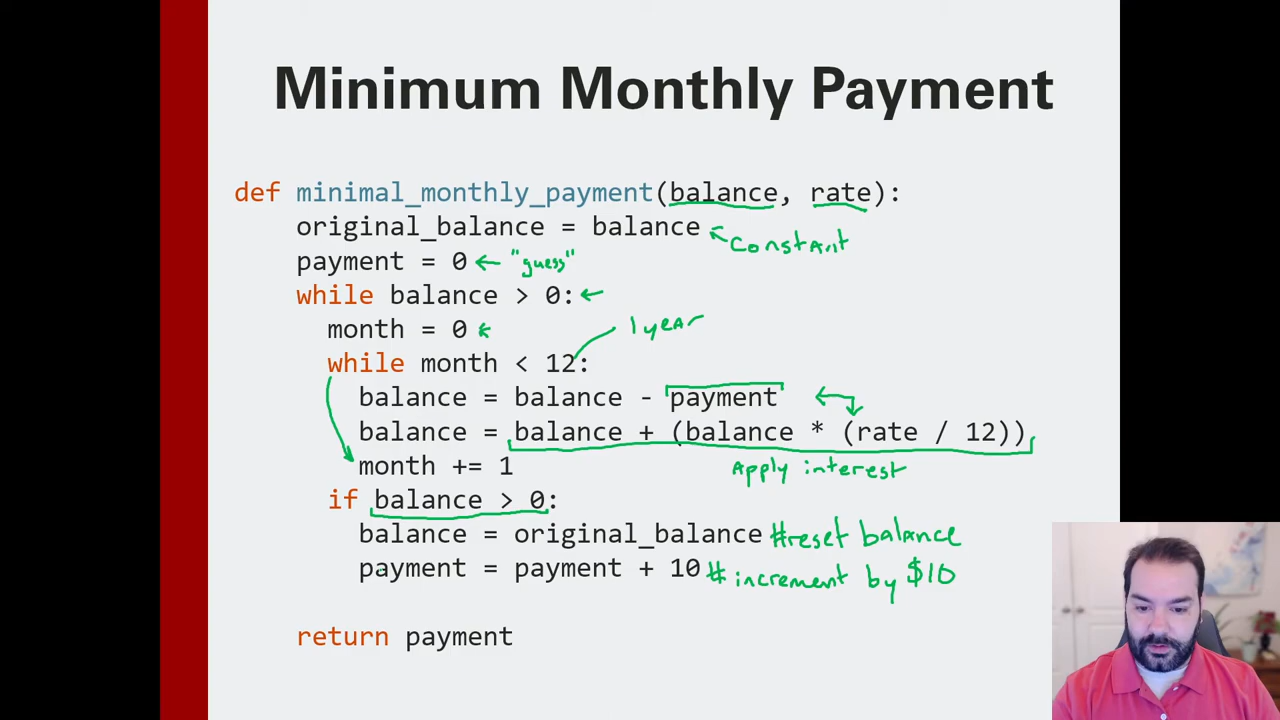 Minimum Monthly Payment
def minimal_monthly_payment(balance, rate):
original_balance = balance
constant
payment = 0
"guess"
while balance > 0:
month = 0
1 year
while month < 12:
balance = balance - payment
balance = balance + (balance * (rate / 12))
month += 1
Apply interest
if balance > 0:
balance = original_balance #reset balance
payment = payment + 10 # increment by $10
return payment